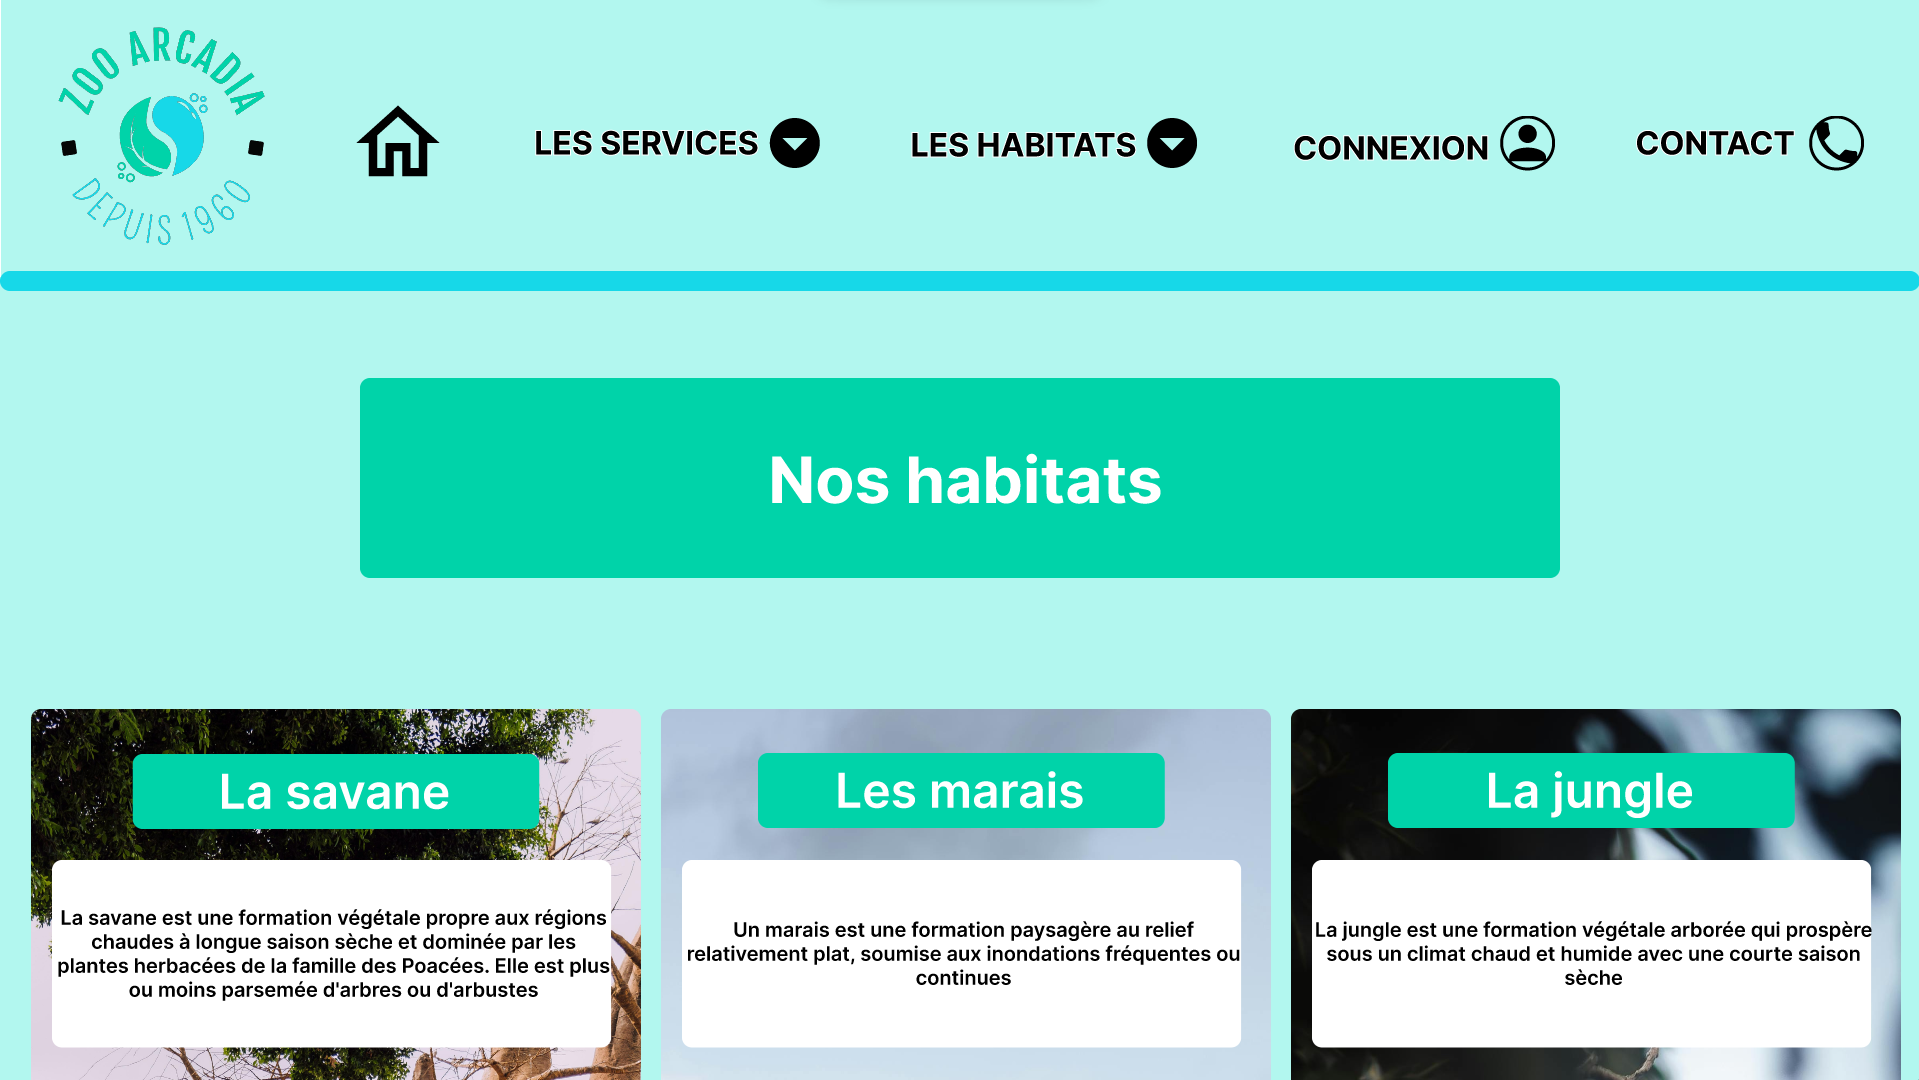 ZOO ARCADIA
DEPUIS 1960
LES SERVICES
LES HABITATS
CONNEXION
CONTACT
Nos habitats
La savane
La savane est une formation végétale propre aux régions
chaudes à longue saison sèche et dominée par les
plantes herbacées de la famille des Poacées. Elle est plus
ou moins parsemée d'arbres ou d'arbustes
Les marais
Un marais est une formation paysagère au relief
relativement plat, soumise aux inondations fréquentes ou
continues
La jungle
La jungle est une formation végétale arborée qui prospère
sous un climat chaud et humide avec une courte saison
sèche